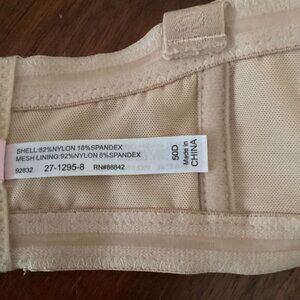 SHELL:82%NYLON 18%SPANDEX
MESH LINING:92%NYLON 8%SPANDEX
92832 27-1295-8 RN#88842
50D
Made in
CHINA